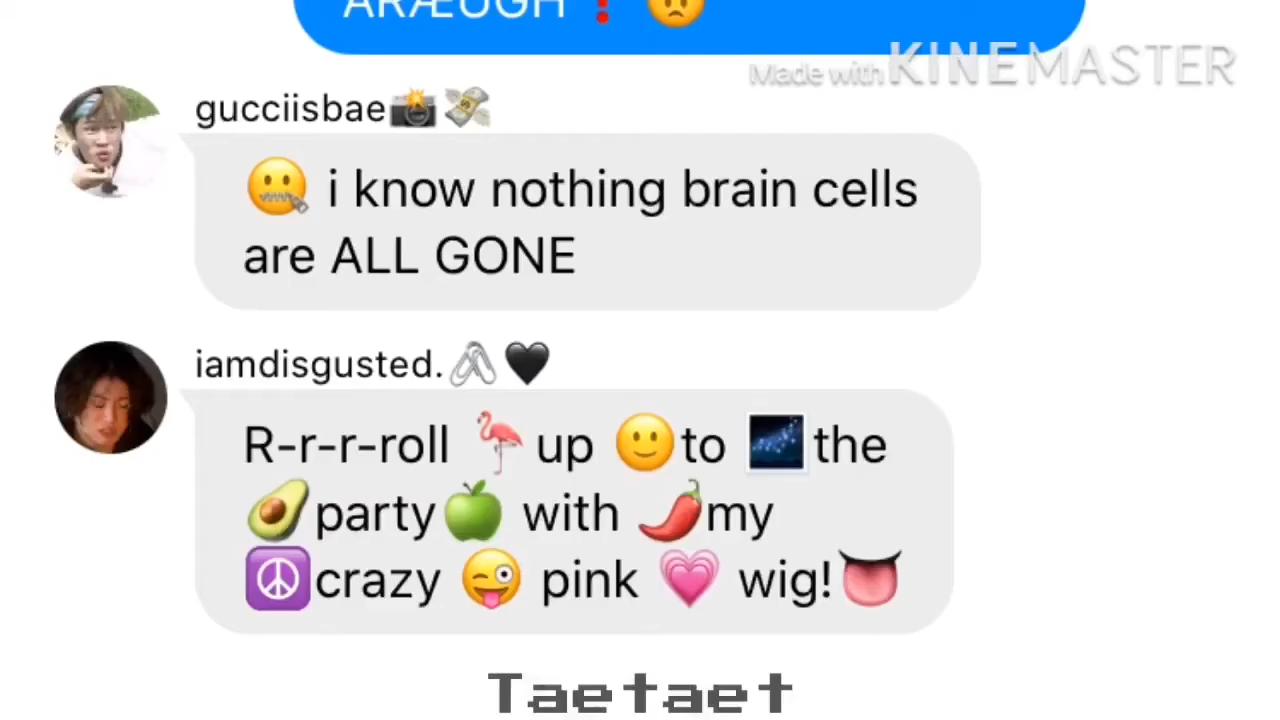 ARÆUGH❗😟
Made with KINEMASTER
gucciisbae📸💸
🤐 i know nothing brain cells
are ALL GONE
iamdisgusted.🖇️🖤
R-r-r-roll 🦩up 🙂to 🌌the
🥑party🍏 with 🌶️my
☮️crazy 😜 pink 💗 wig!👅
Taetaet